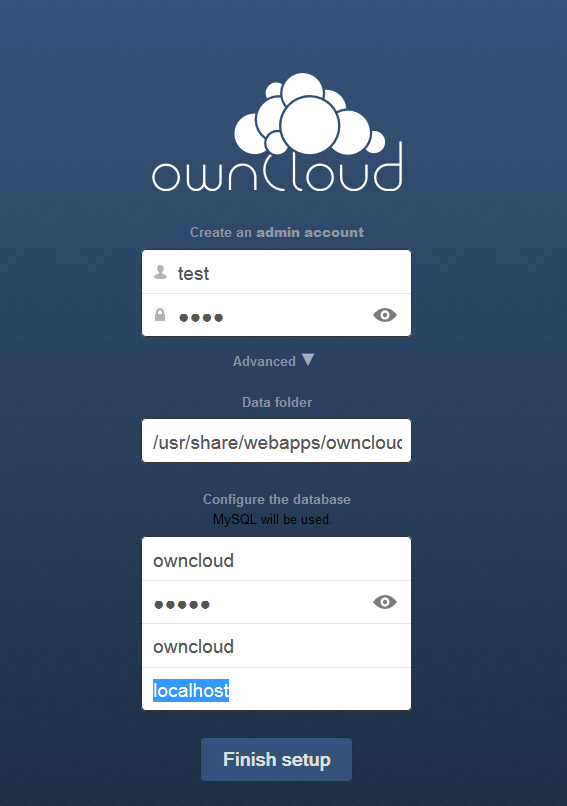 ownCloud
Create an admin account
test
●●●●
Advanced ▼
Data folder
/usr/share/webapps/owncloud
Configure the database
MySQL will be used.
owncloud
●●●●●
owncloud
localhost
Finish setup